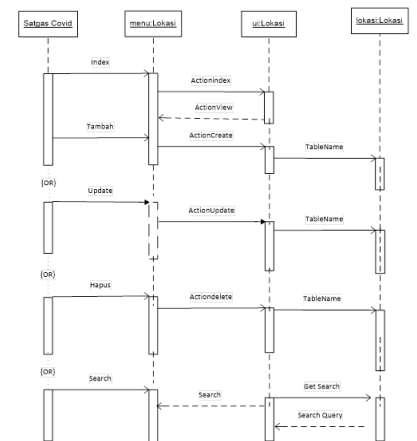 Satgas Covid
menu:Lokasi
ui:Lokasi
lokasi:Lokasi
Index
Actionindex
ActionView
Tambah
ActionCreate
TableName
(OR)
Update
ActionUpdate
TableName
(OR)
Hapus
Actiondelete
TableName
(OR)
Search
Search
Get Search
Search Query